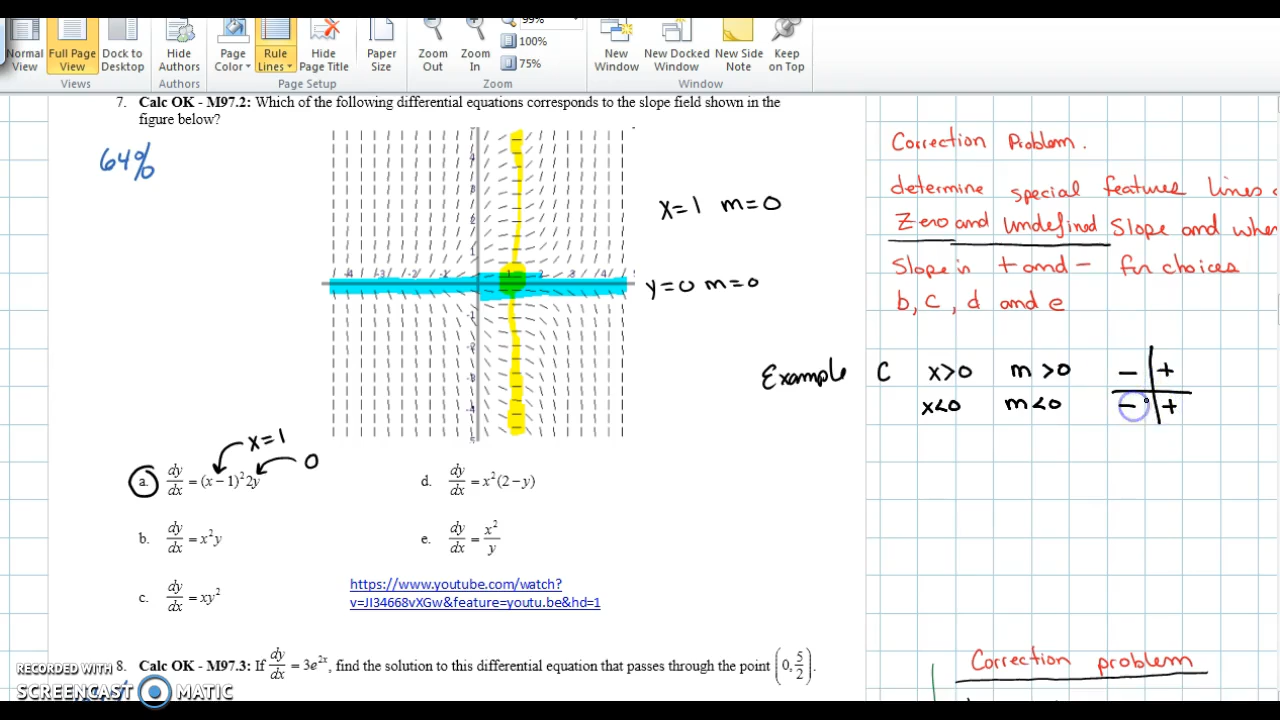 Normal View
Full Page View
Dock to Desktop
Views
Hide Authors
Authors
Page Color
Rule Lines
Hide Page Title
Paper Size
Page Setup
Zoom Out
Zoom In
99%
100%
75%
Zoom
New Window
New Docked Window
New Side Note
Keep on Top
Window
7. Calc OK - M97.2: Which of the following differential equations corresponds to the slope field shown in the
figure below?
64%
x=1 m=0
y=0 m=0
Correction Problem.
determine special features lines
Zero and undefined Slope and
Slope is + and - for choices
b, c, d and e
Example C x>0 m>0 - +
x<0 m<0 - +
x=1
0
a. dy/dx = (x − 1)²2y
d. dy/dx = x²(2 − y)
b. dy/dx = x²y
e. dy/dx = x²/y
c. dy/dx = xy²
https://www.youtube.com/watch?
v=JI34668vXGw&feature=youtu.be&hd=1
8. Calc OK - M97.3: If dy/dx = 3e^{2x}, find the solution to this differential equation that passes through the point (0, 5/2).
Correction problem
RECORDED WITH
SCREENCAST MATIC